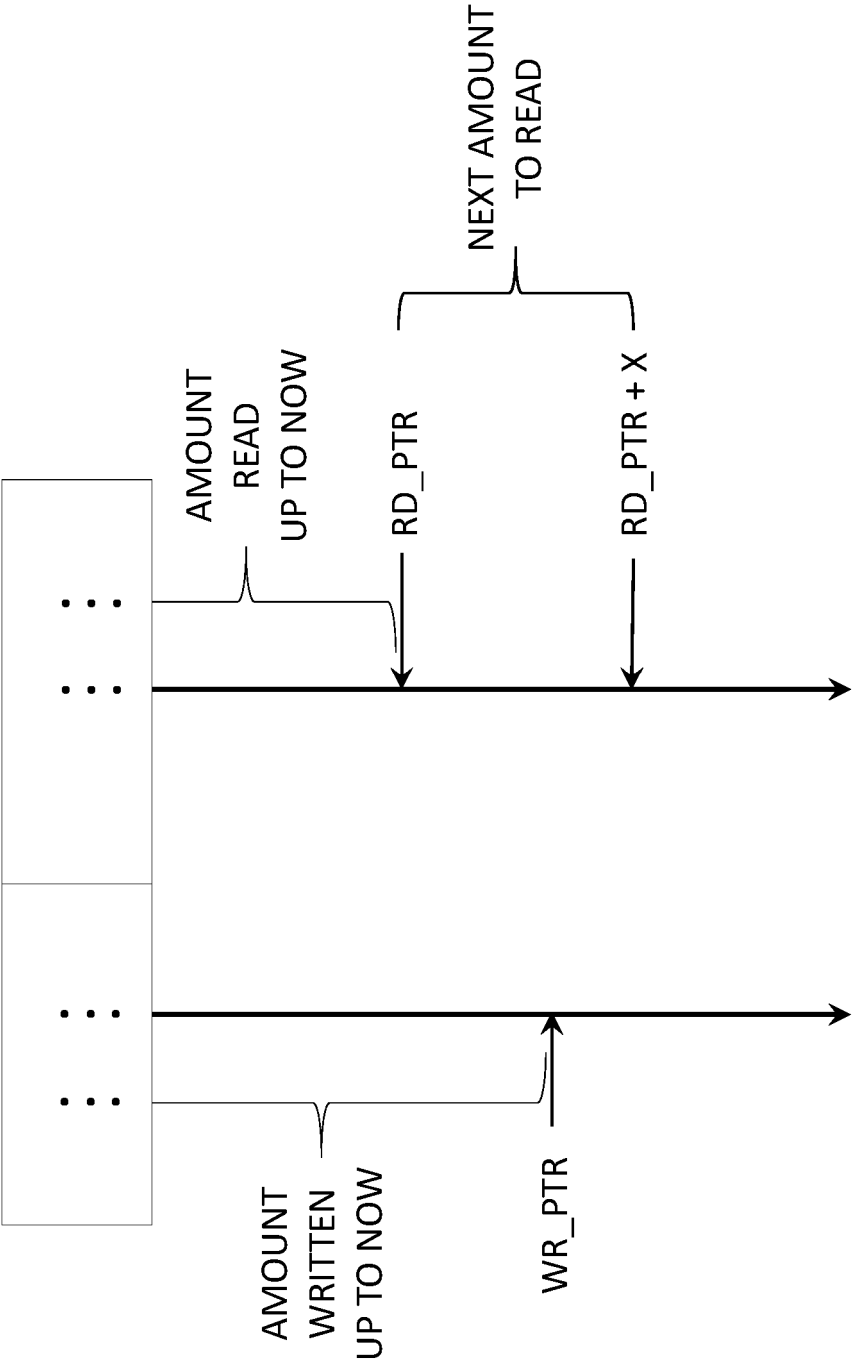 AMOUNT
WRITTEN
UP TO NOW
WR_PTR
AMOUNT
READ
UP TO NOW
RD_PTR
RD_PTR + X
NEXT AMOUNT
TO READ